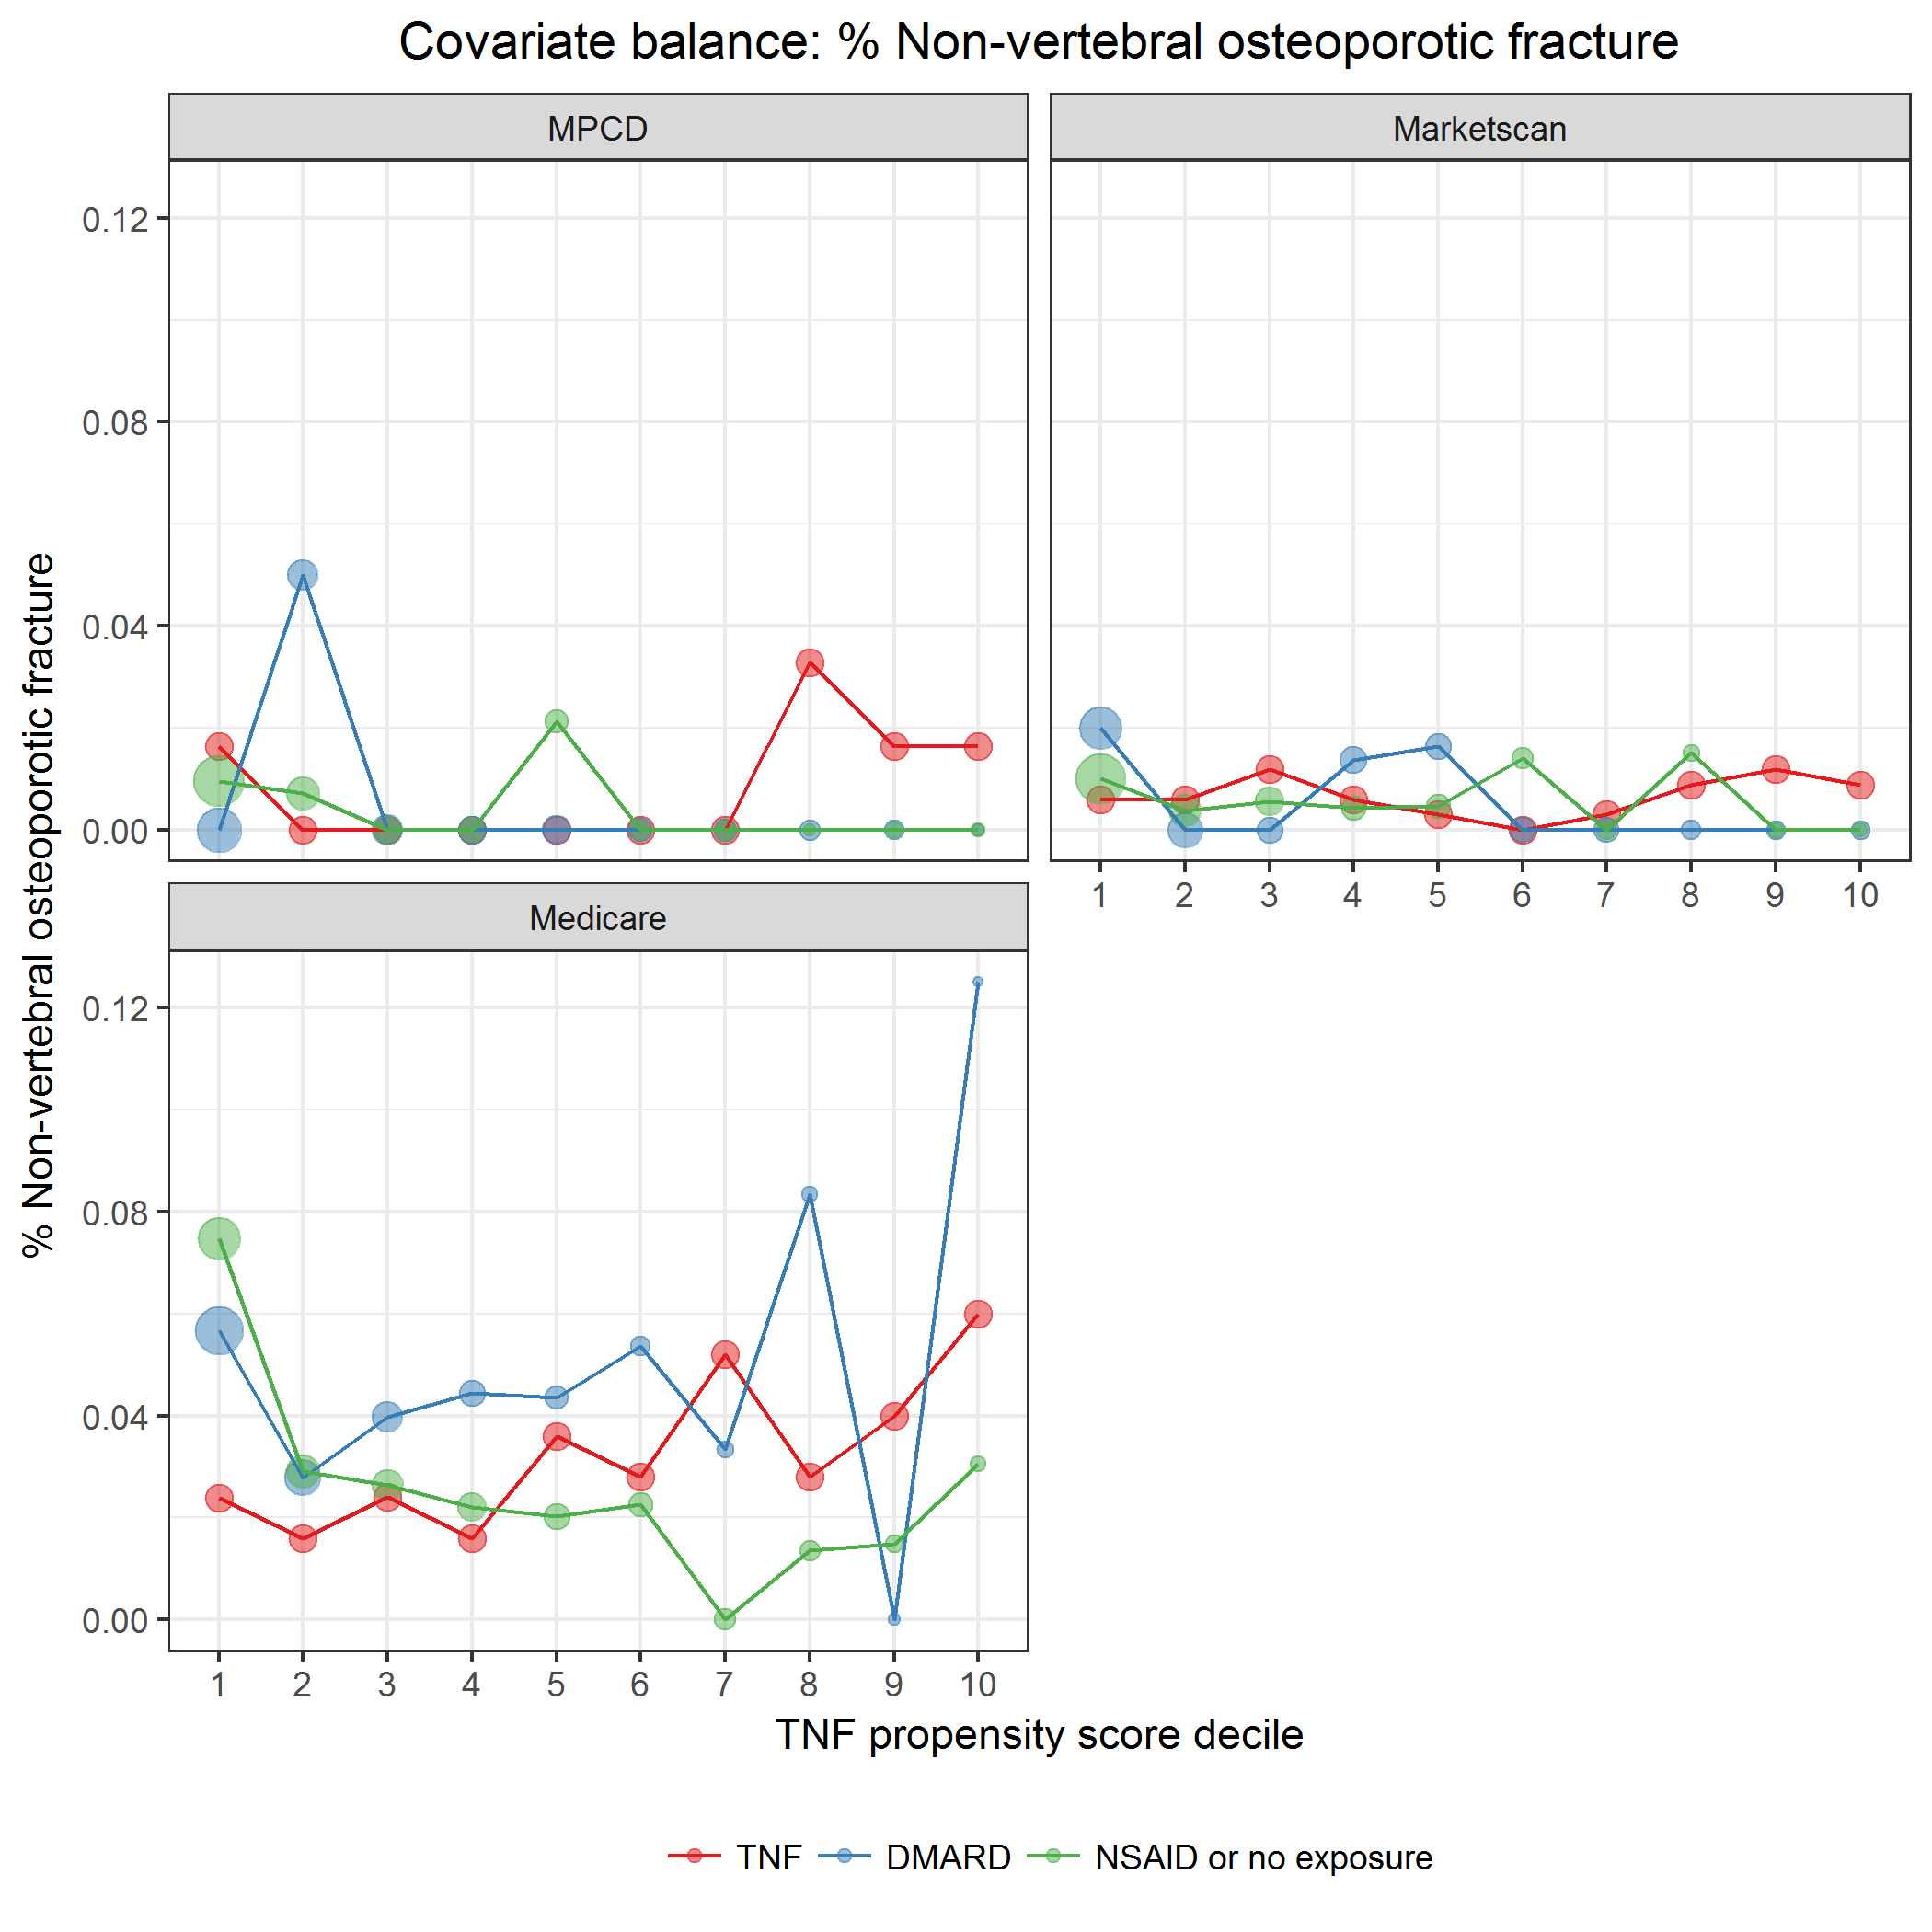 Covariate balance: % Non-vertebral osteoporotic fracture
MPCD
Marketscan
0.12
0.08
0.04
0.00
1 2 3 4 5 6 7 8 9 10
% Non-vertebral osteoporotic fracture
Medicare
0.12
0.08
0.04
0.00
1 2 3 4 5 6 7 8 9 10
TNF propensity score decile
TNF DMARD NSAID or no exposure